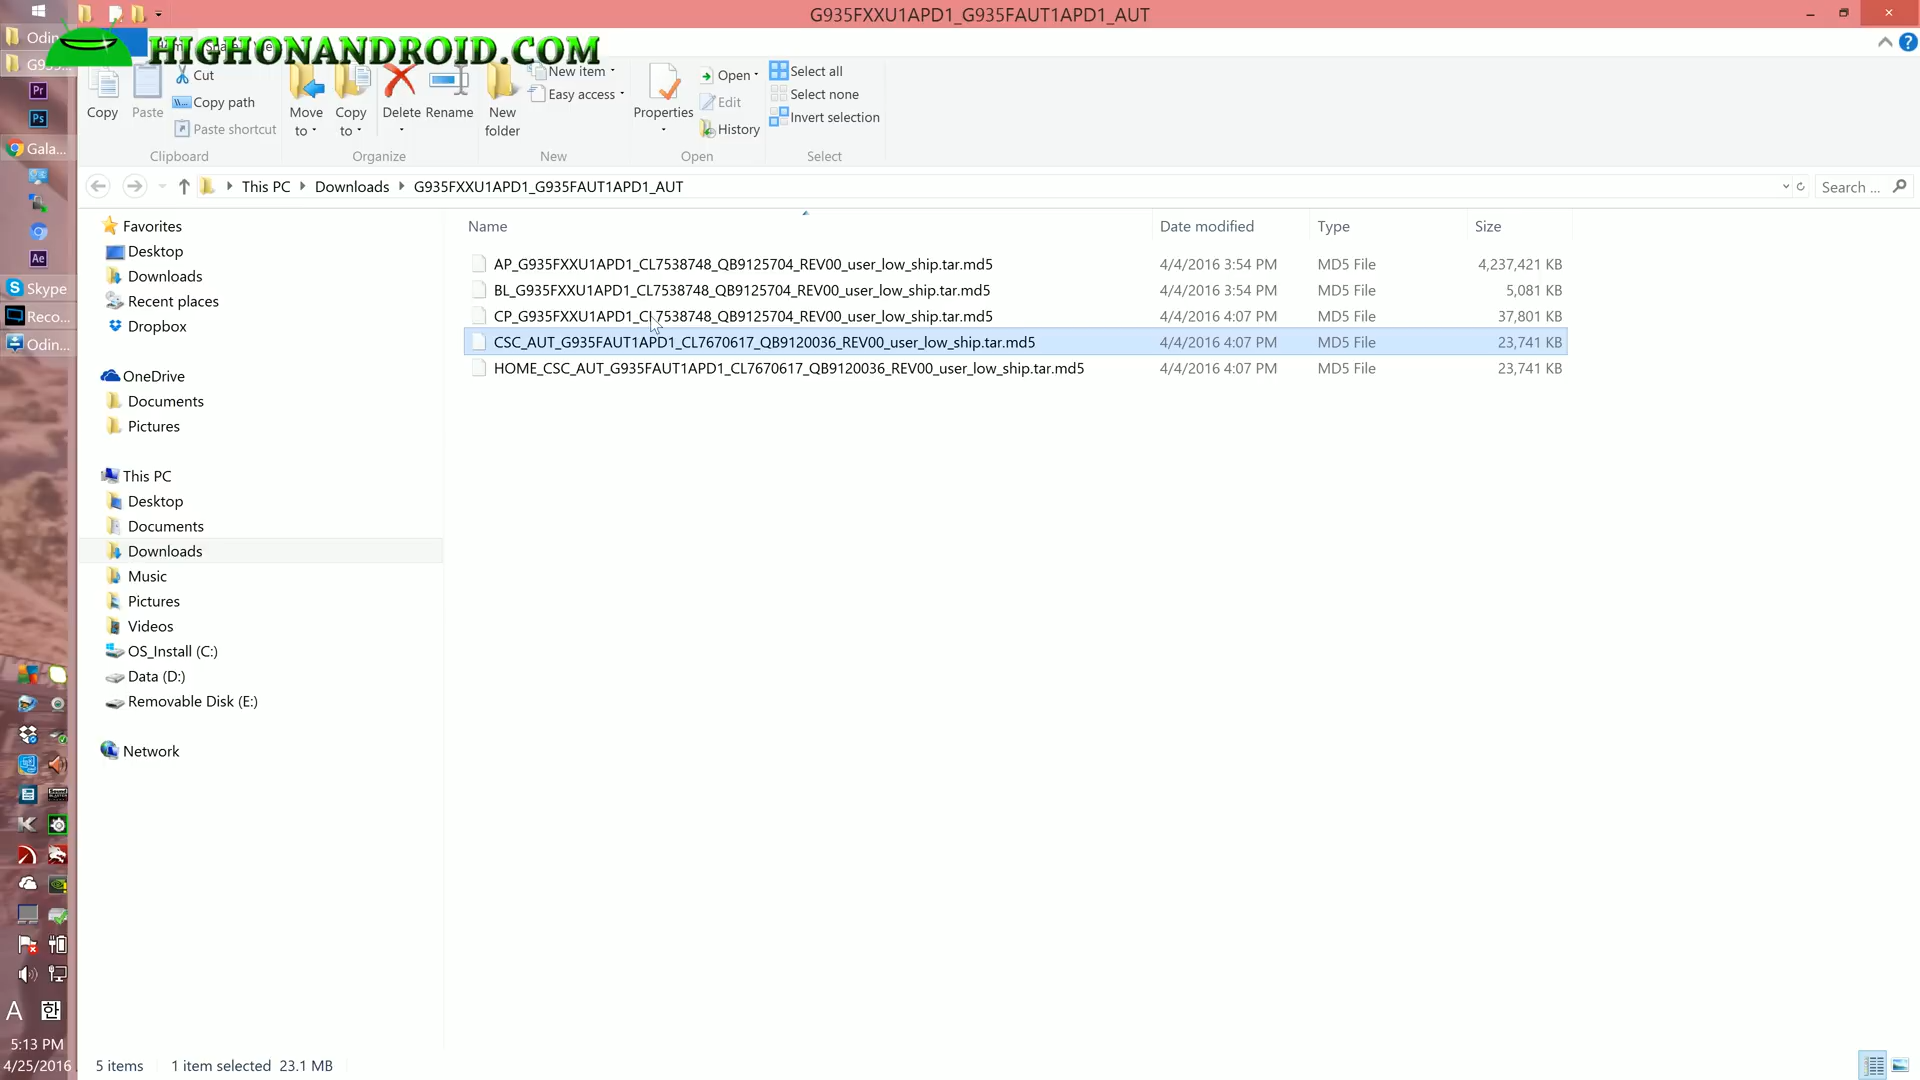 G935FXXU1APD1_G935FAUT1APD1_AUT
Odin
HIGHONANDROID.COM
G935...
Pr
Ps
Gala...
Ae
Skype
Reco...
Odin...
Copy
Paste
Cut
Copy path
Paste shortcut
Clipboard
Move to
Copy to
Delete
Rename
Organize
New folder
New item
Easy access
New
Properties
Open
Edit
History
Open
Select all
Select none
Invert selection
Select
This PC
Downloads
G935FXXU1APD1_G935FAUT1APD1_AUT
Search ...
Favorites
Desktop
Downloads
Recent places
Dropbox
OneDrive
Documents
Pictures
This PC
Desktop
Documents
Downloads
Music
Pictures
Videos
OS_Install (C:)
Data (D:)
Removable Disk (E:)
Network
Name Date modified Type Size
AP_G935FXXU1APD1_CL7538748_QB9125704_REV00_user_low_ship.tar.md5 4/4/2016 3:54 PM MD5 File 4,237,421 KB
BL_G935FXXU1APD1_CL7538748_QB9125704_REV00_user_low_ship.tar.md5 4/4/2016 3:54 PM MD5 File 5,081 KB
CP_G935FXXU1APD1_CL7538748_QB9125704_REV00_user_low_ship.tar.md5 4/4/2016 4:07 PM MD5 File 37,801 KB
CSC_AUT_G935FAUT1APD1_CL7670617_QB9120036_REV00_user_low_ship.tar.md5 4/4/2016 4:07 PM MD5 File 23,741 KB
HOME_CSC_AUT_G935FAUT1APD1_CL7670617_QB9120036_REV00_user_low_ship.tar.md5 4/4/2016 4:07 PM MD5 File 23,741 KB
A 한
5:13 PM
4/25/2016
5 items 1 item selected 23.1 MB